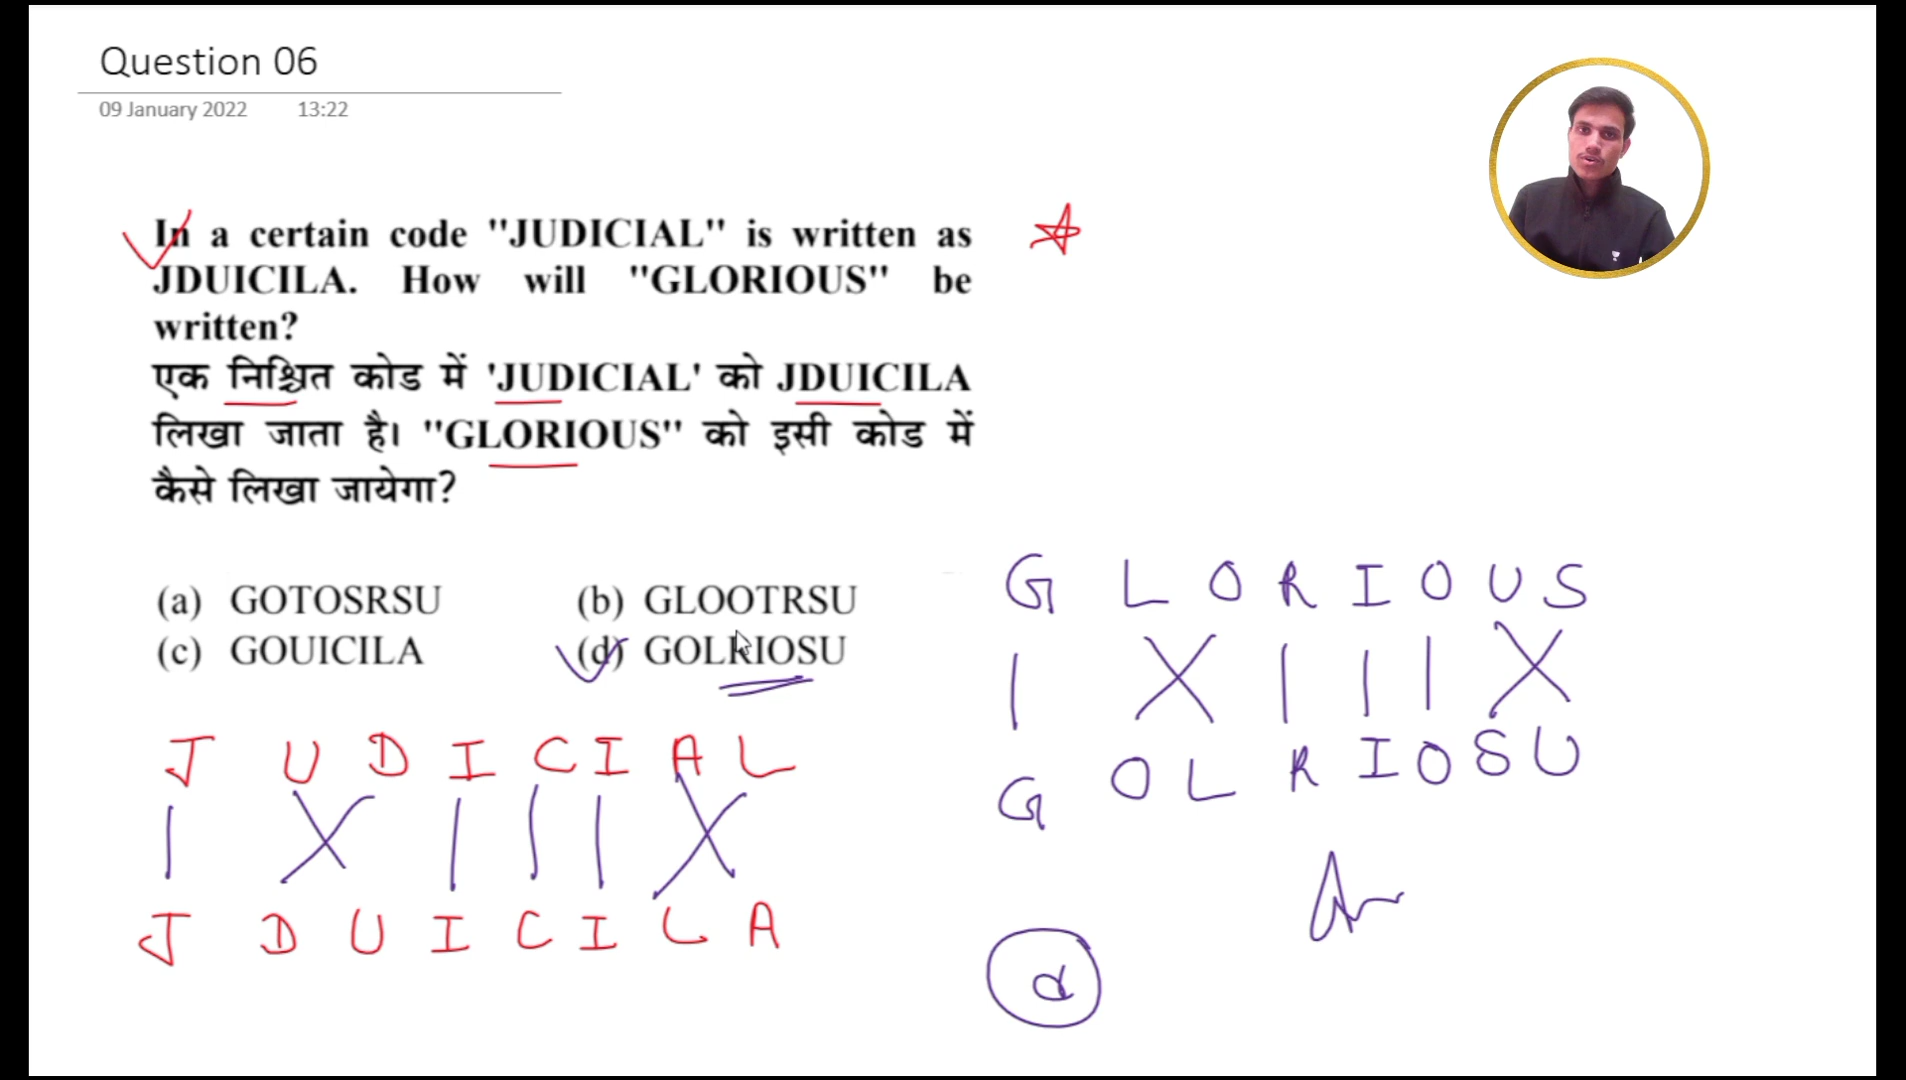 Question 06
09 January 2022 13:22
In a certain code "JUDICIAL" is written as
JDUICILA. How will "GLORIOUS" be
written?
एक निश्चित कोड में 'JUDICIAL' को JDUICILA
लिखा जाता है। "GLORIOUS" को इसी कोड में
कैसे लिखा जायेगा?
(a) GOTOSRSU (b) GLOOTRSU
(c) GOUICILA (d) GOLRIOSU
J U D I C I A L
J D U I C I L A
G L O R I O U S
G O L R I O S U
d